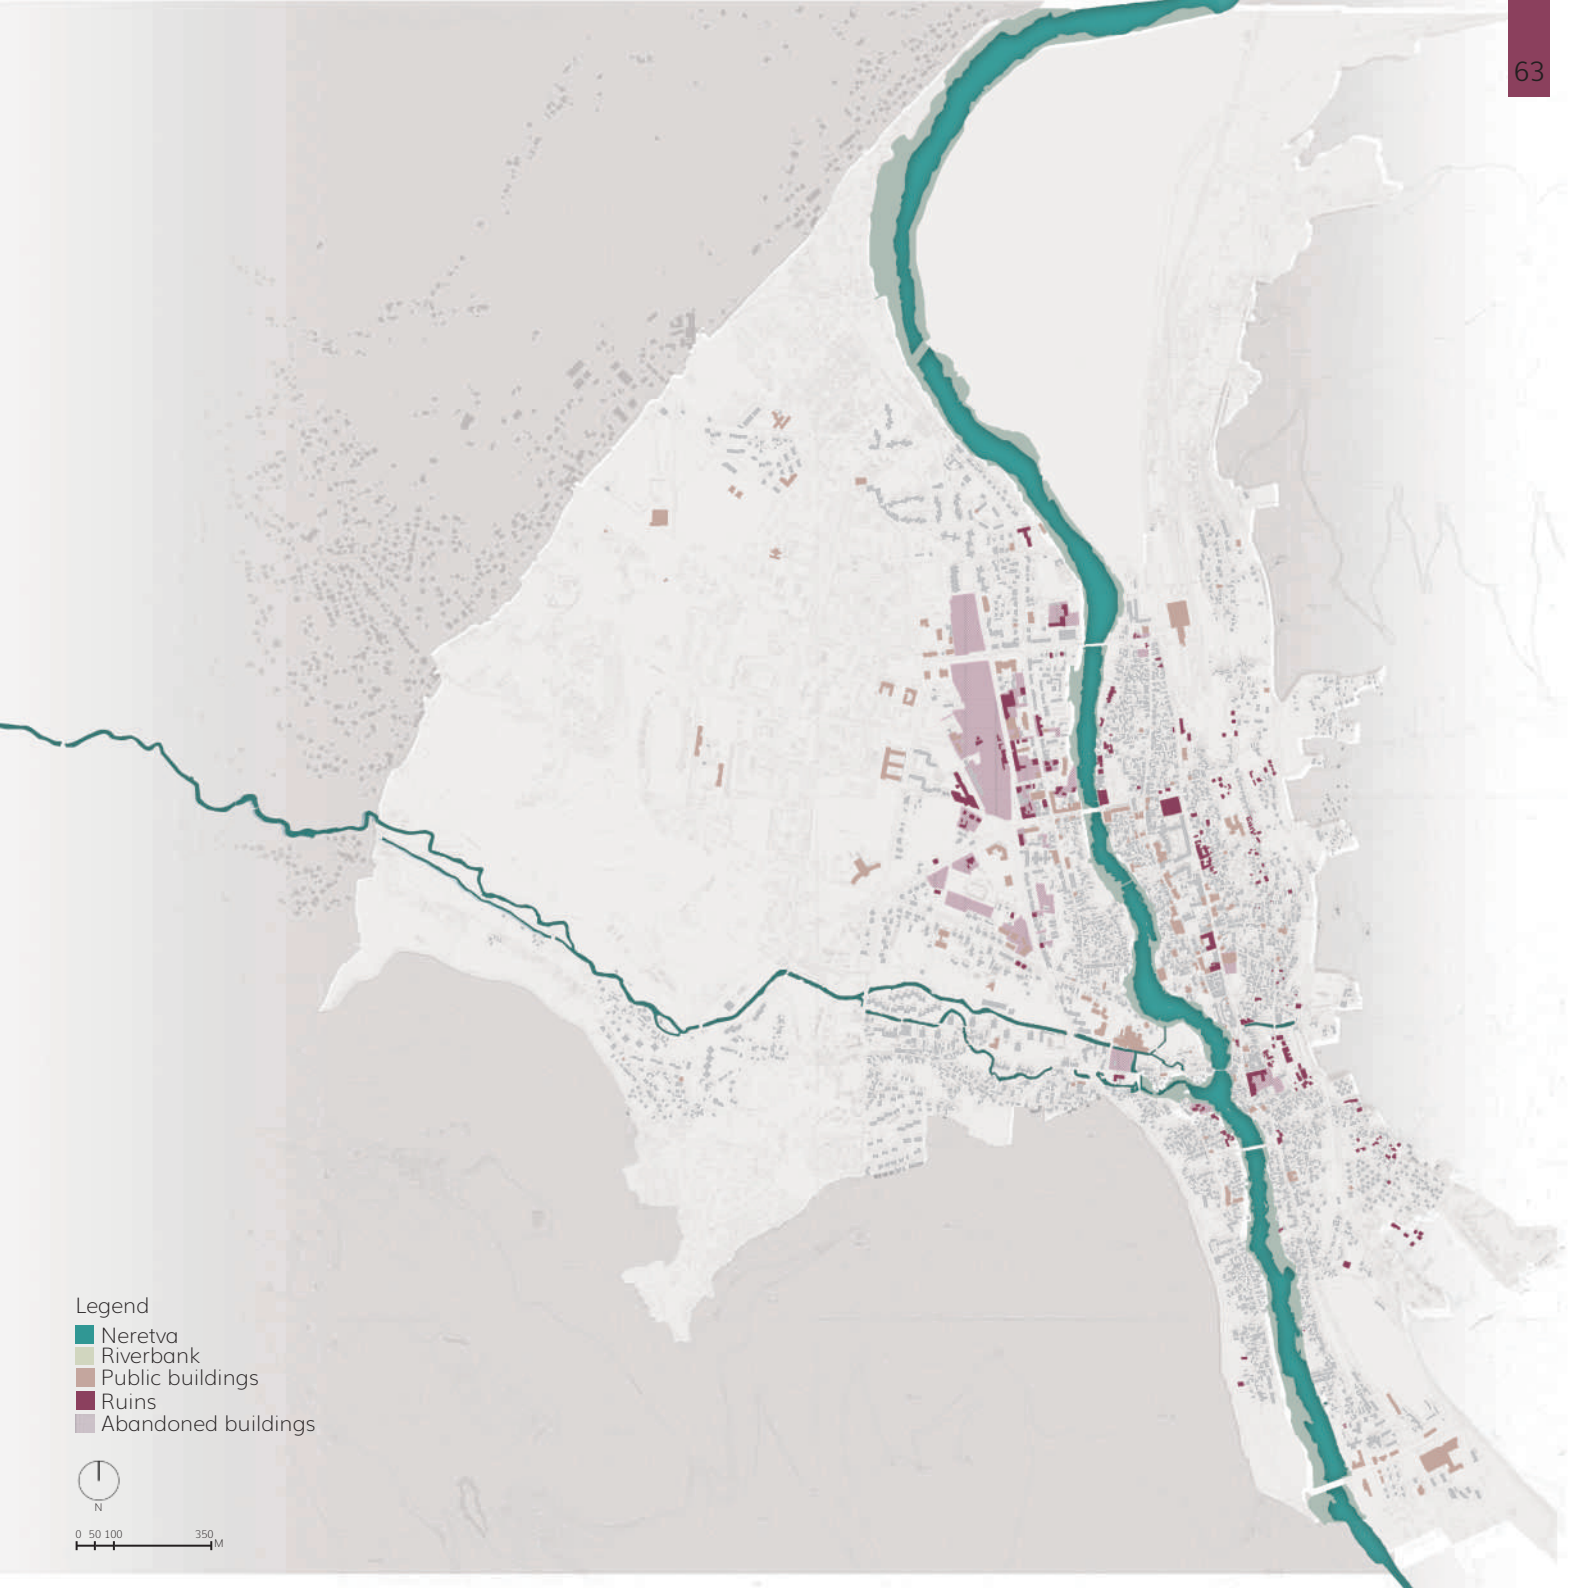 63
Legend
Neretva
Riverbank
Public buildings
Ruins
Abandoned buildings
N
0 50 100 350 M